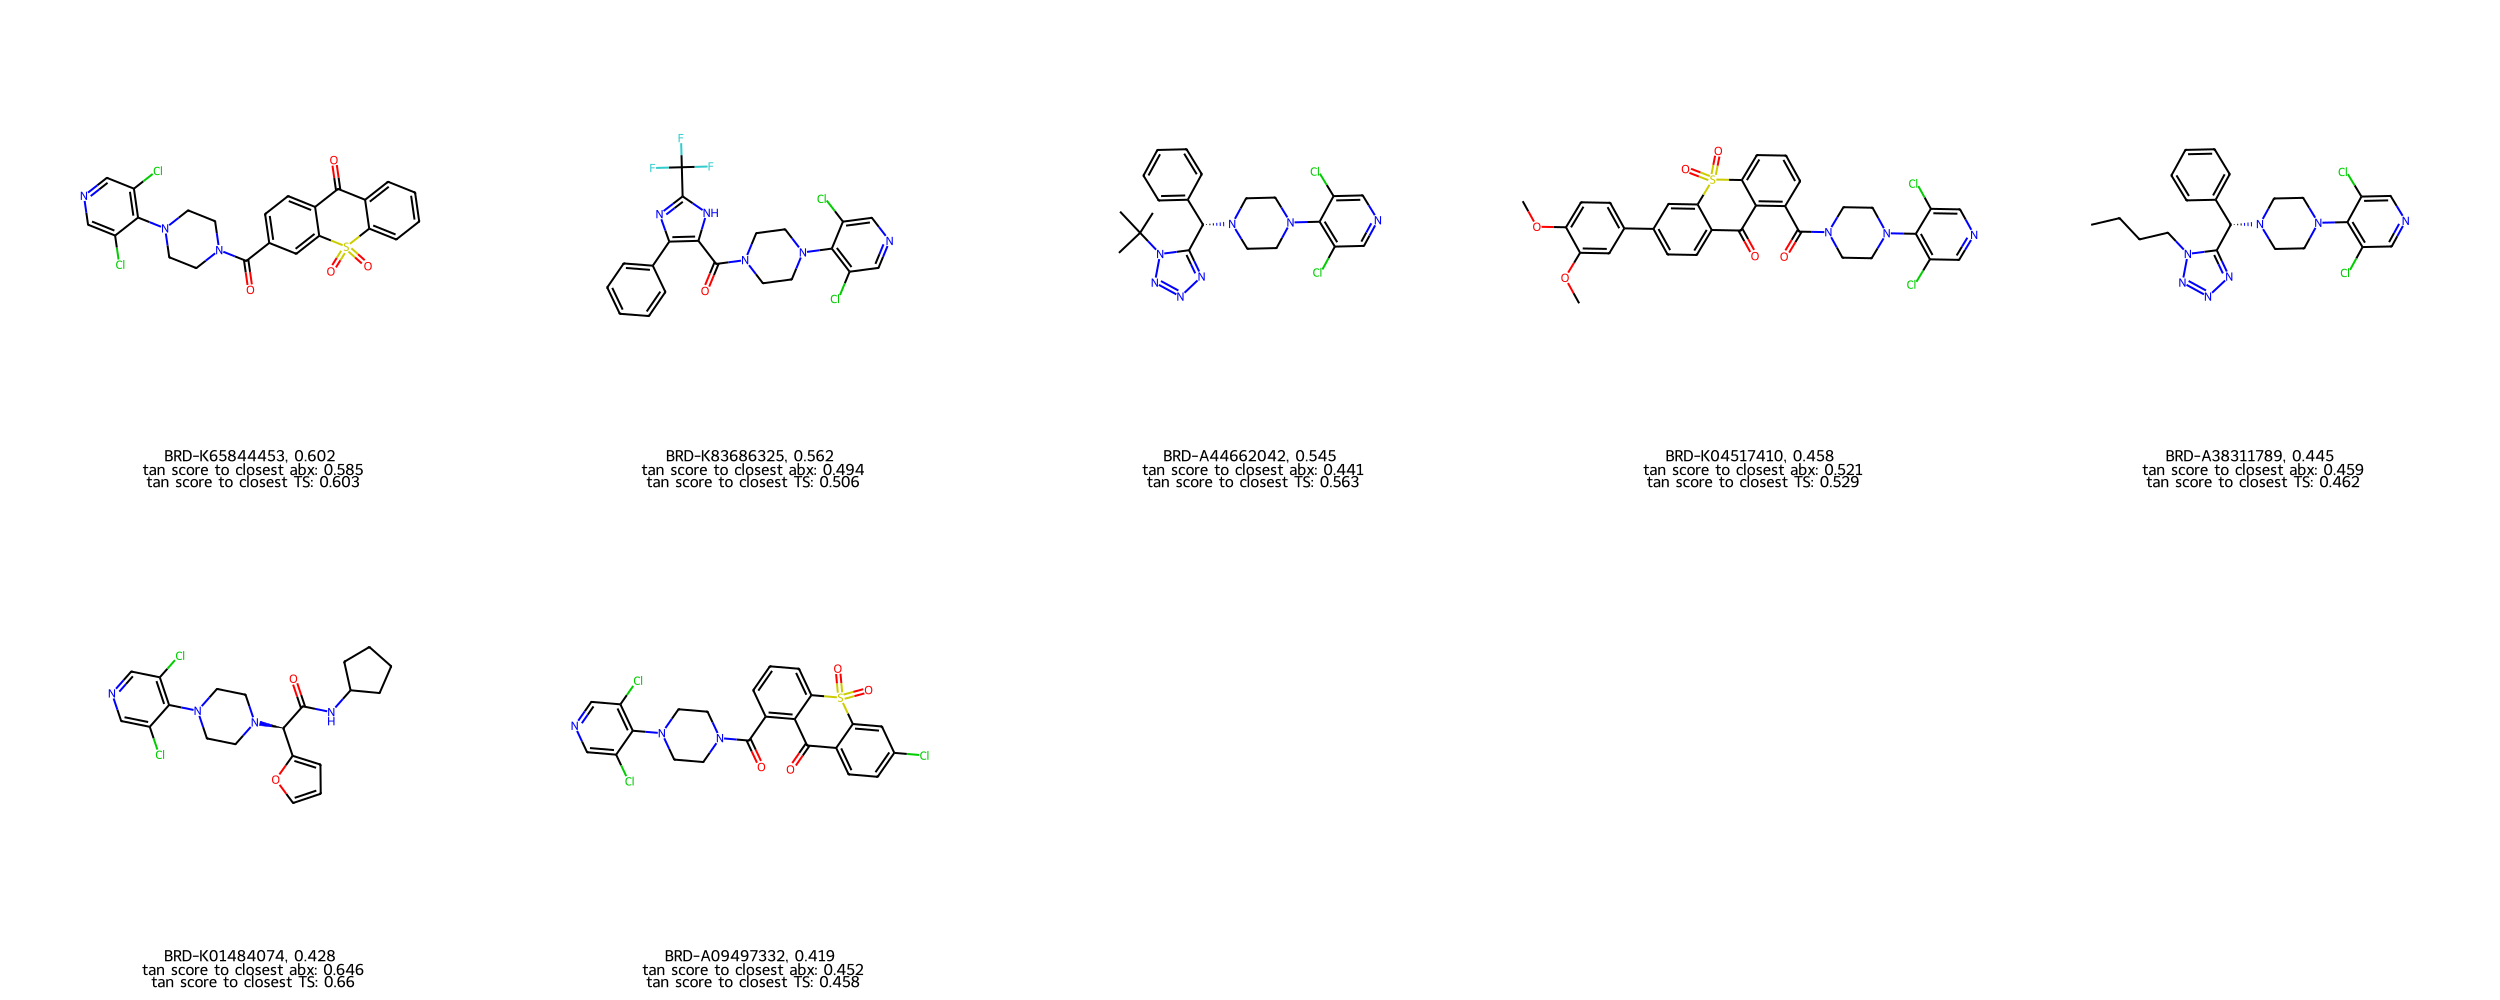 BRD-K65844453, 0.602
tan score to closest abx: 0.585
tan score to closest TS: 0.603
BRD-K83686325, 0.562
tan score to closest abx: 0.494
tan score to closest TS: 0.506
BRD-A44662042, 0.545
tan score to closest abx: 0.441
tan score to closest TS: 0.563
BRD-K04517410, 0.458
tan score to closest abx: 0.521
tan score to closest TS: 0.529
BRD-A38311789, 0.445
tan score to closest abx: 0.459
tan score to closest TS: 0.462
BRD-K01484074, 0.428
tan score to closest abx: 0.646
tan score to closest TS: 0.66
BRD-A09497332, 0.419
tan score to closest abx: 0.452
tan score to closest TS: 0.458